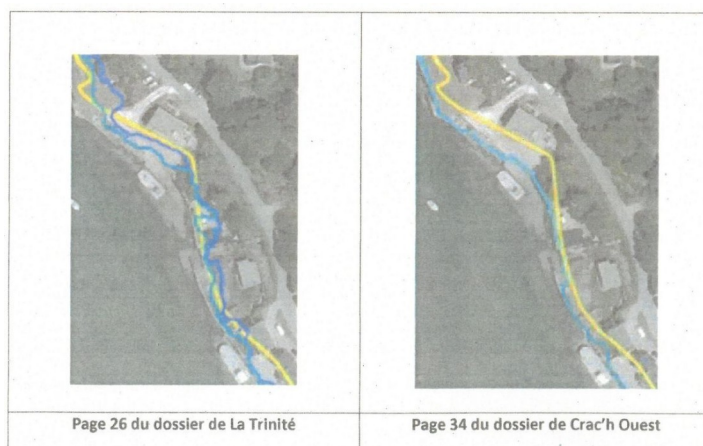 Page 26 du dossier de La Trinité
Page 34 du dossier de Crac'h Ouest